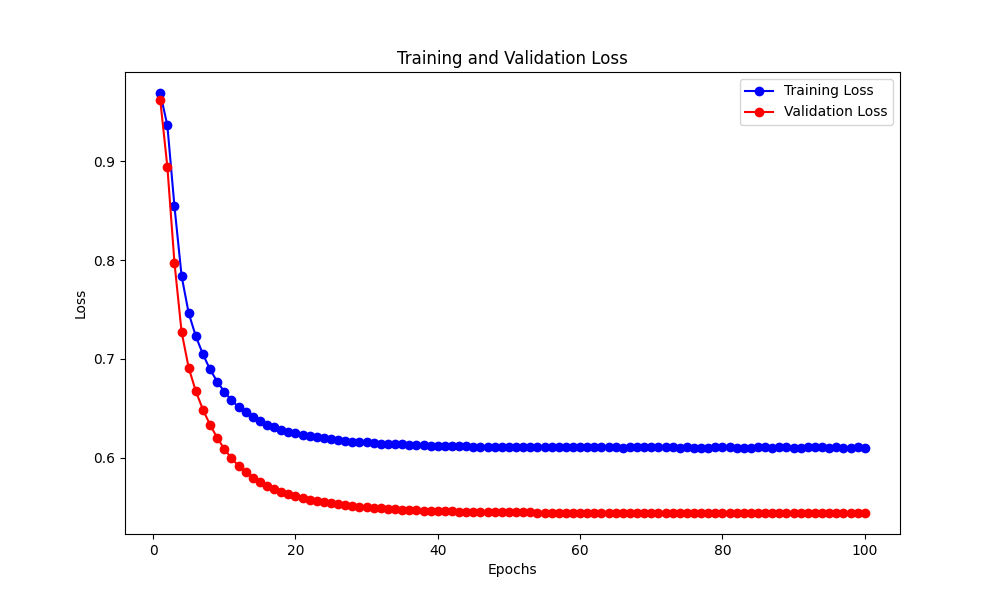 Training and Validation Loss
Training Loss
Validation Loss
0.9
0.8
0.7
0.6
Loss
0
20
40
60
80
100
Epochs